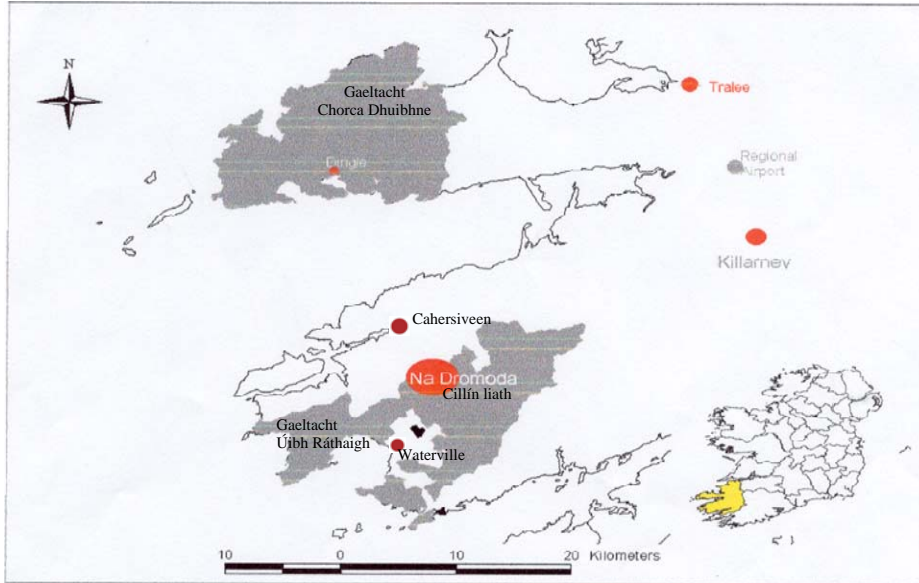 N
Gaeltacht
Chorca Dhuibhne
Tralee
Dingle
Regional
Airport
Killarney
Cahersiveen
Na Dromoda
Cillín liath
Gaeltacht
Úibh Ráthaigh
Waterville
10 0 10 20 Kilometers